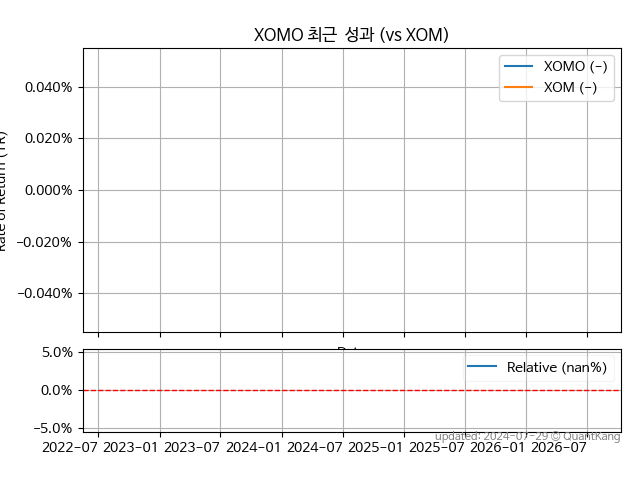 XOMO 최근 성과 (vs XOM)
XOMO (-)
XOM (-)
0.040%
0.020%
0.000%
-0.020%
-0.040%
Rate of Return (TR)
5.0%
0.0%
-5.0%
Relative (nan%)
updated: 2024-07-29 © QuantKang
2022-07 2023-01 2023-07 2024-01 2024-07 2025-01 2025-07 2026-01 2026-07